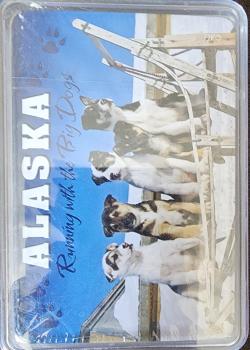 ALASKA
Running with the Big Dogs